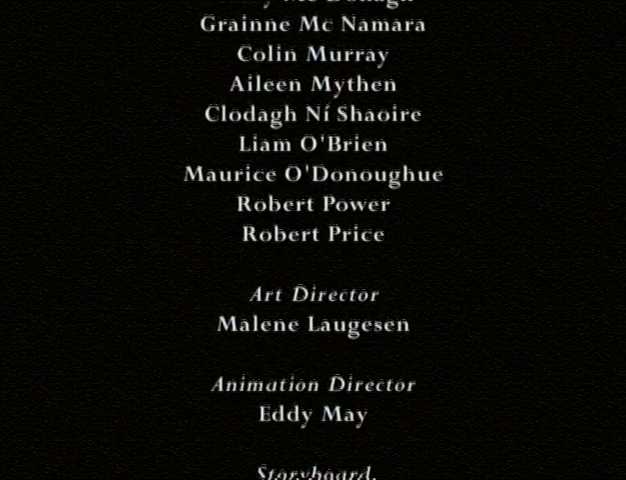 Grainne Mc Namara
Colin Murray
Aileen Mythen
Clodagh Ní Shaoire
Liam O'Brien
Maurice O'Donoughue
Robert Power
Robert Price
Art Director
Malene Laugesen
Animation Director
Eddy May
Storyboard